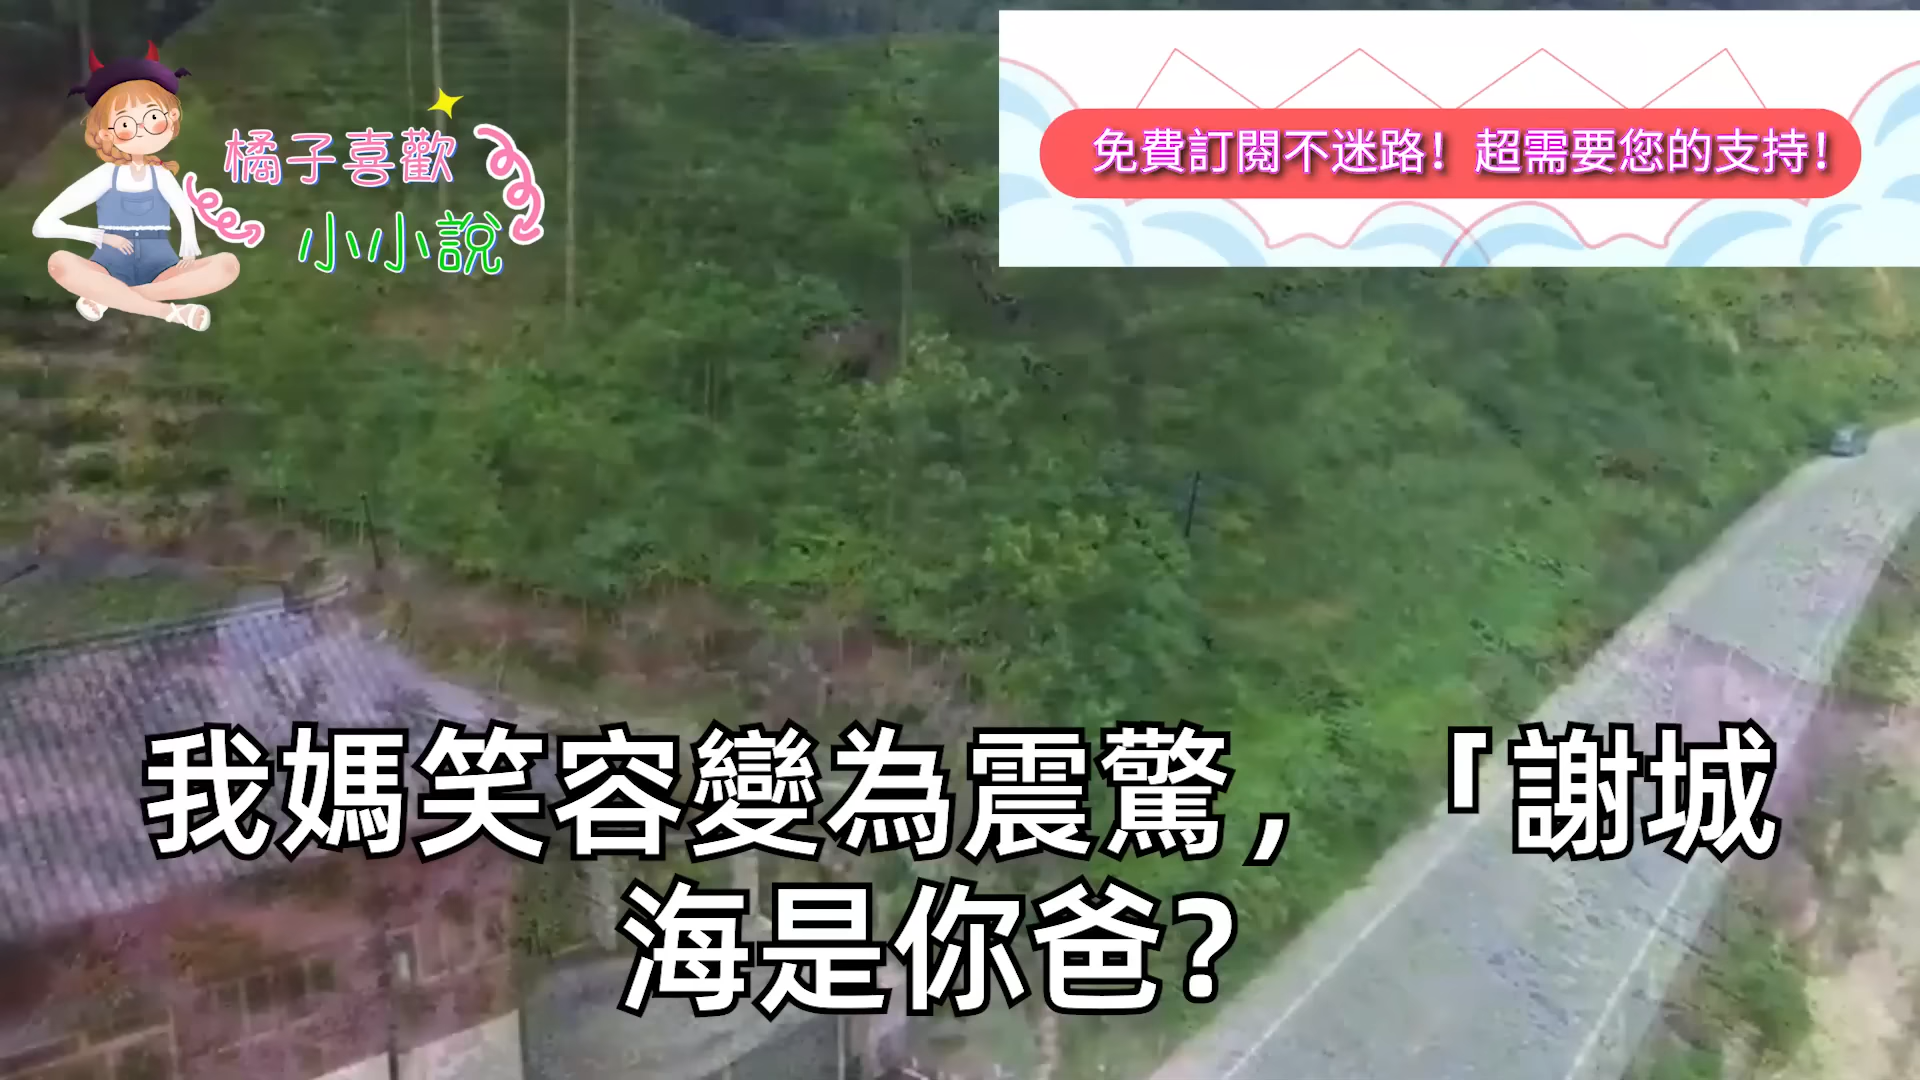 橘子喜歡
小小說
免費訂閱不迷路！超需要您的支持！
我媽笑容變為震驚，「謝城
海是你爸？